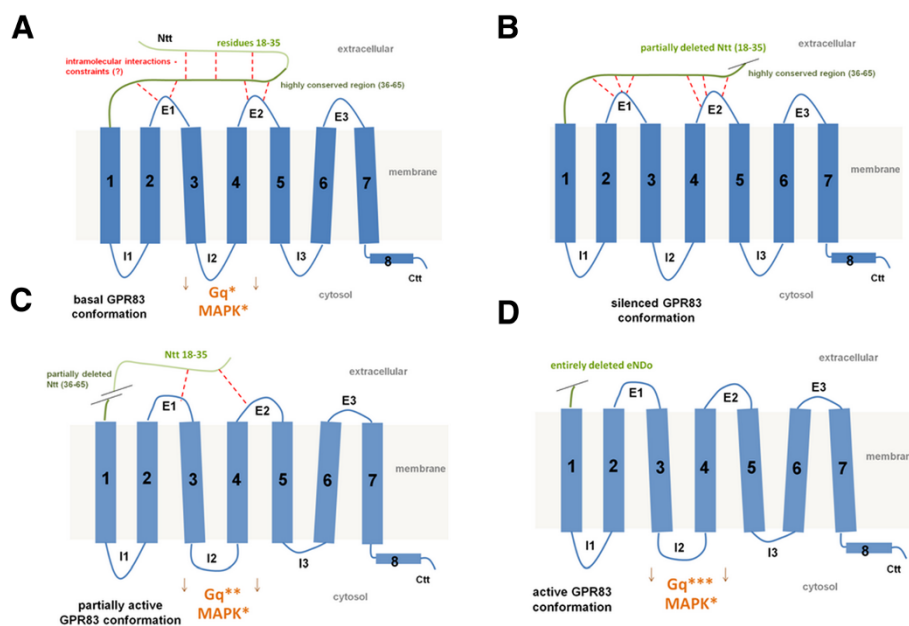 A
Ntt
residues 18-35
extracellular
intramolecular interactions -
constraints (?)
highly conserved region (36-65)
E1
E2
E3
1
2
3
4
5
6
7
membrane
I1
I2
I3
8
Ctt
basal GPR83
conformation
Gq*
MAPK*
cytosol
B
extracellular
partially deleted Ntt (18-35)
highly conserved region (36-65)
E1
E2
E3
1
2
3
4
5
6
7
membrane
I1
I2
I3
8
Ctt
silenced GPR83
conformation
cytosol
C
Ntt 18-35
partially deleted
Ntt (36-65)
extracellular
E1
E2
E3
1
2
3
4
5
6
7
membrane
I1
I2
I3
8
Ctt
partially active
GPR83 conformation
Gq**
MAPK*
cytosol
D
entirely deleted eNDo
extracellular
E1
E2
E3
1
2
3
4
5
6
7
membran
I1
I2
I3
8
Ctt
active GPR83
conformation
Gq***
MAPK*
cytosol